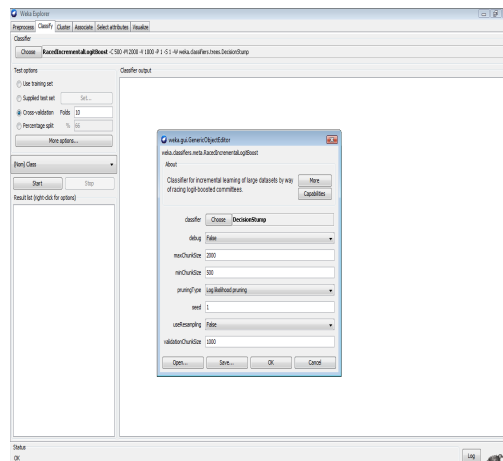 Weka Explorer
Preprocess Classify Cluster Associate Select attributes Visualize
Classifier
Choose RacedIncrementalLogitBoost -C 500 -M 2000 -V 1000 -P 1 -S 1 -W weka.classifiers.trees.DecisionStump
Test options
Use training set
Supplied test set Set...
Cross-validation Folds 10
Percentage split % 66
More options...
(Nom) Class
Start Stop
Result list (right-click for options)
Classifier output
weka.gui.GenericObjectEditor
weka.classifiers.meta.RacedIncrementalLogitBoost
About
Classifier for incremental learning of large datasets by way
of racing logit-boosted committees.
More
Capabilities
classifier Choose DecisionStump
debug False
maxChunkSize 2000
minChunkSize 500
pruningType Log likelihood pruning
seed 1
useResampling False
validationChunkSize 1000
Open... Save... OK Cancel
Status
OK
Log